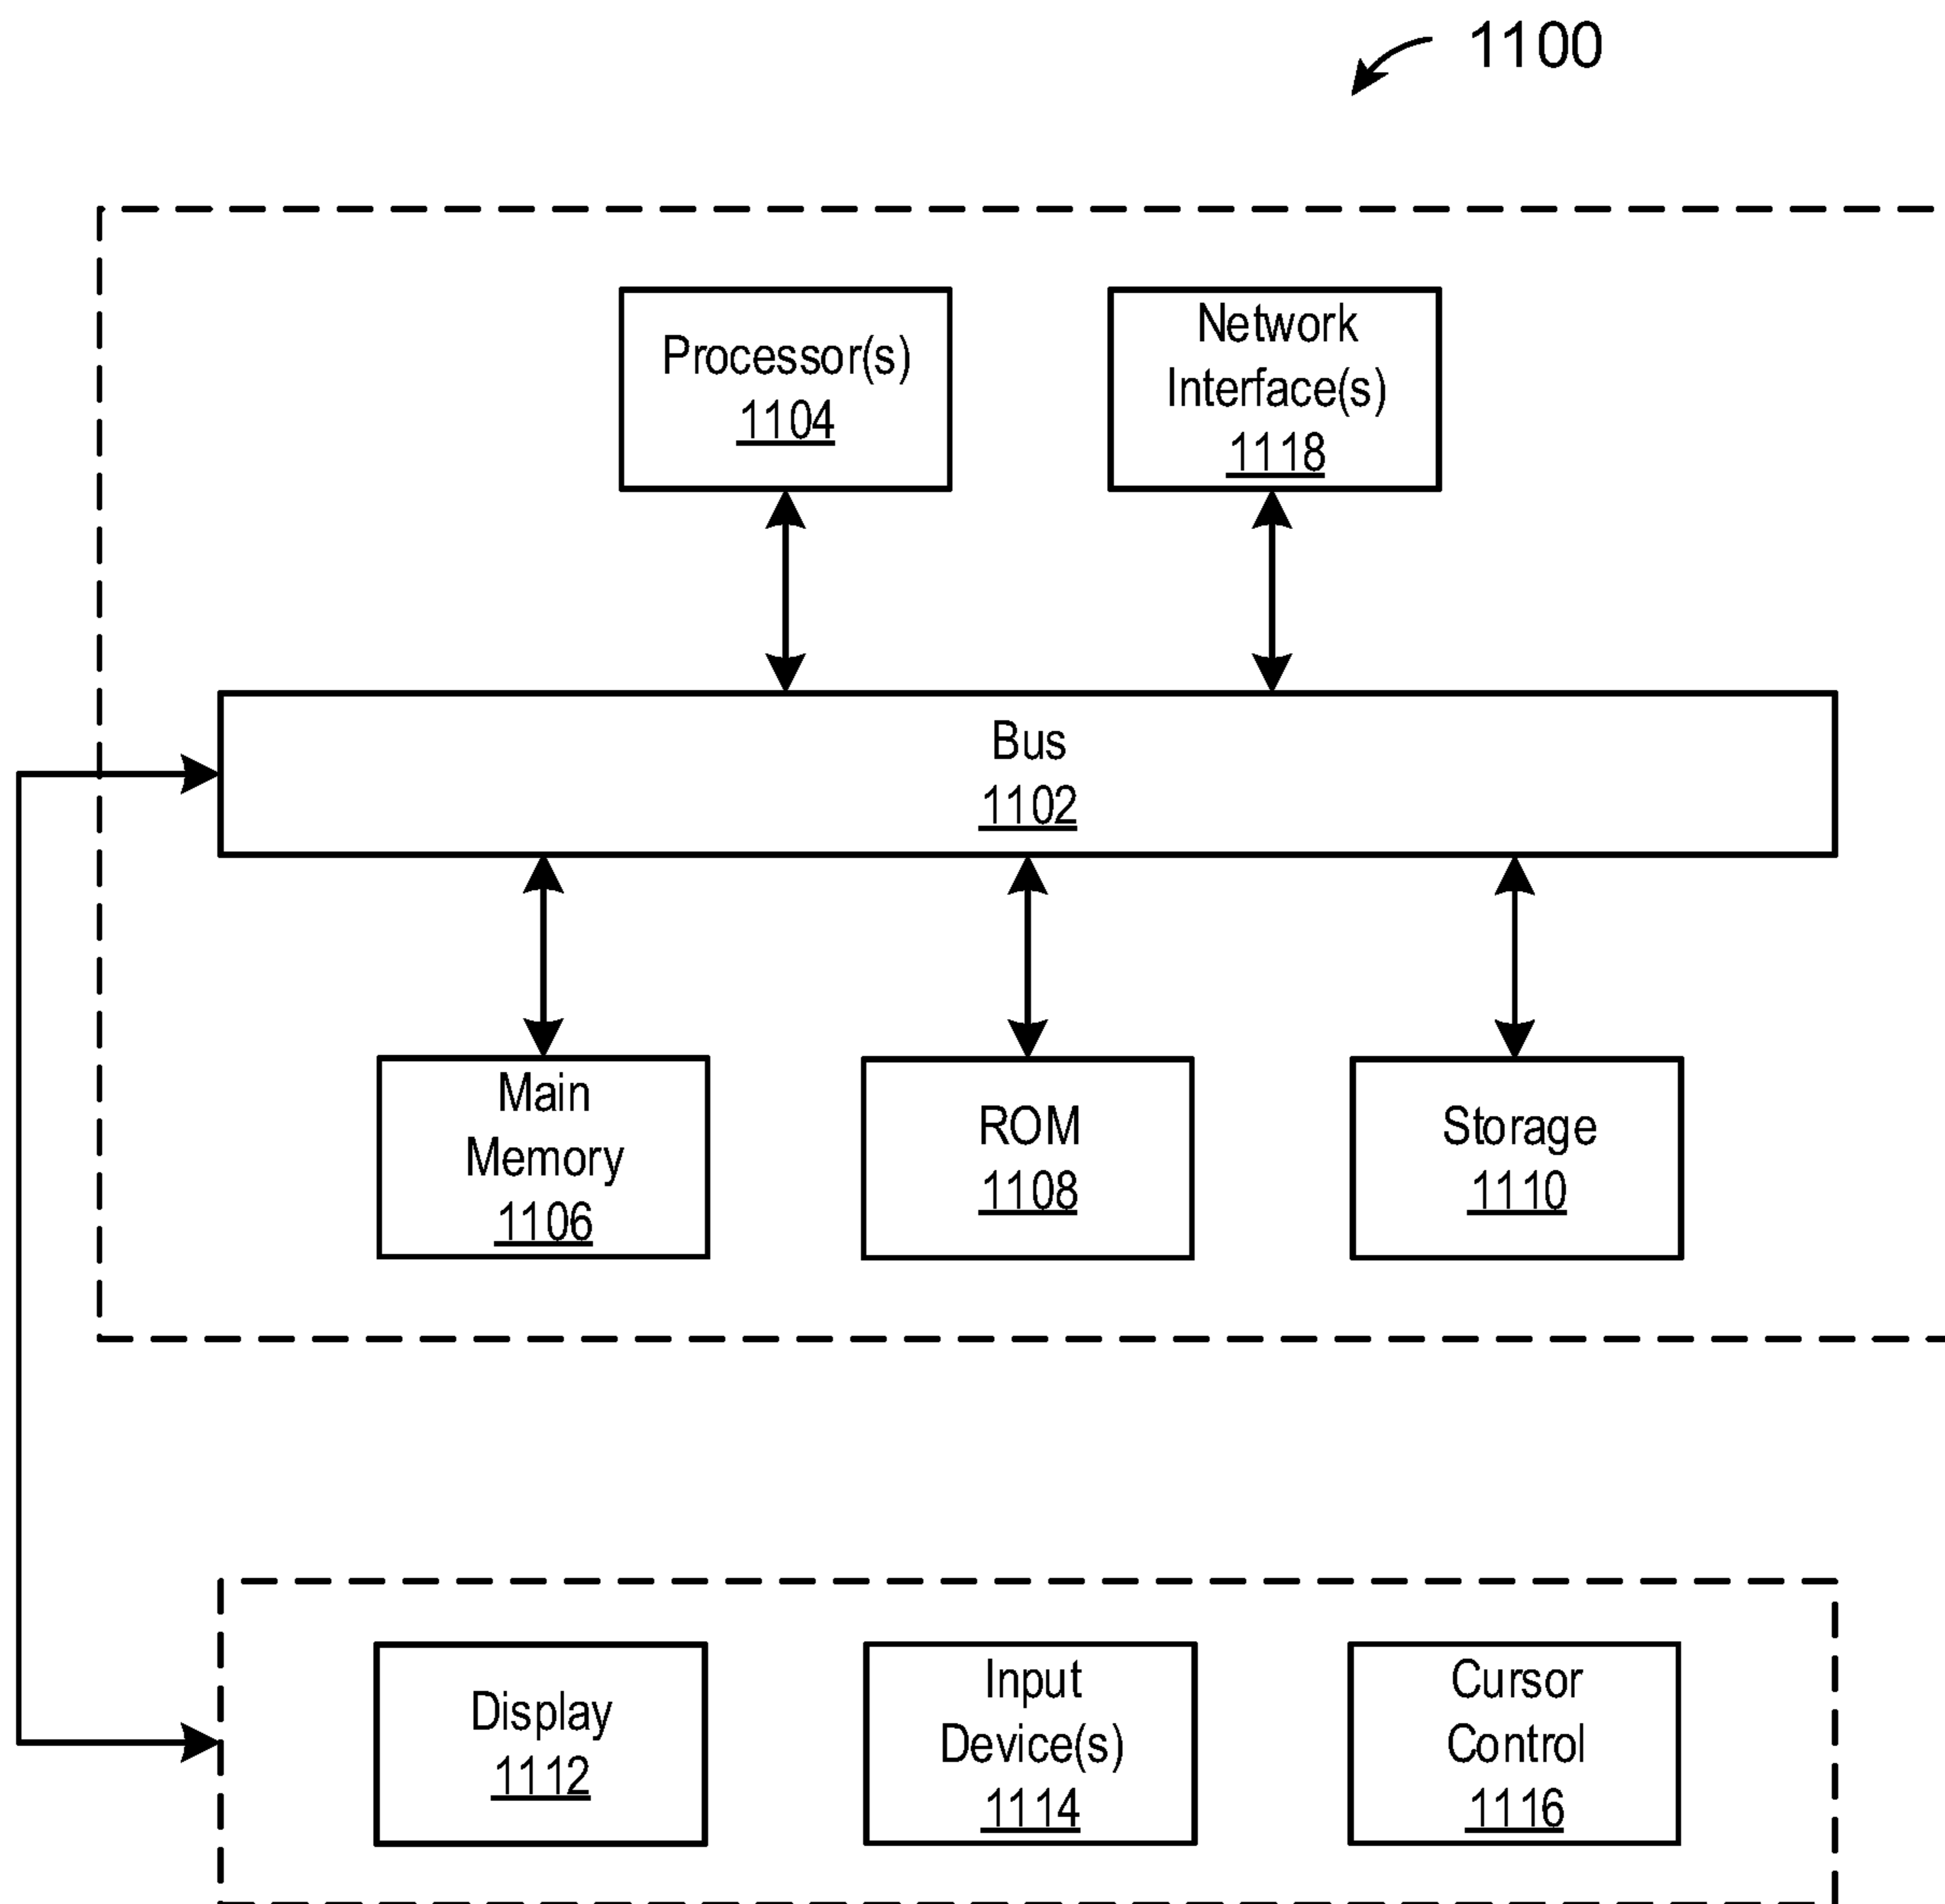 1100
Processor(s)
1104
Network
Interface(s)
1118
Bus
1102
Main
Memory
1106
ROM
1108
Storage
1110
Display
1112
Input
Device(s)
1114
Cursor
Control
1116